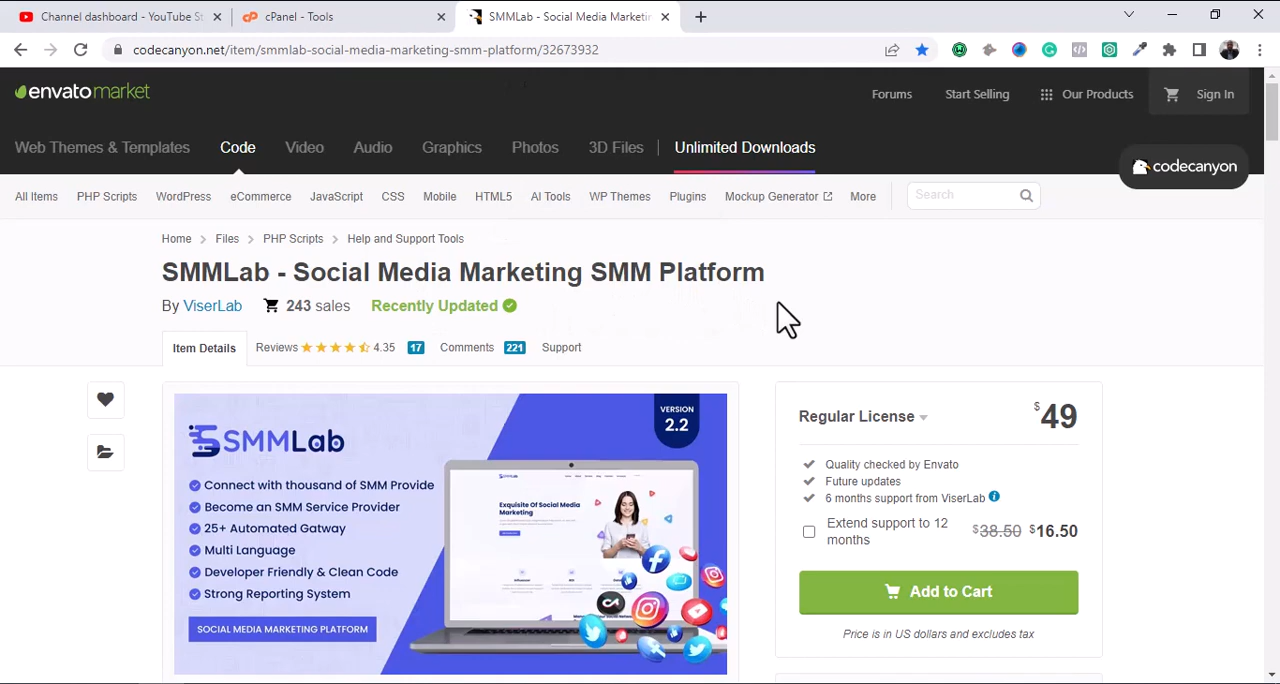 Channel dashboard - YouTube St
cPanel - Tools
SMMLab - Social Media Marketin
codecanyon.net/item/smmlab-social-media-marketing-smm-platform/32673932
envatomarket
Forums
Start Selling
Our Products
Sign In
Web Themes & Templates
Code
Video
Audio
Graphics
Photos
3D Files
Unlimited Downloads
codecanyon
All Items
PHP Scripts
WordPress
eCommerce
JavaScript
CSS
Mobile
HTML5
AI Tools
WP Themes
Plugins
Mockup Generator
More
Search
Home > Files > PHP Scripts > Help and Support Tools
SMMLab - Social Media Marketing SMM Platform
By ViserLab 243 sales Recently Updated
Item Details
Reviews 4.35 17
Comments 221
Support
VERSION
2.2
SMMLab
Connect with thousand of SMM Provide
Become an SMM Service Provider
25+ Automated Gatway
Multi Language
Developer Friendly & Clean Code
Strong Reporting System
SOCIAL MEDIA MARKETING PLATFORM
Exquisite Of Social Media
Marketing
Regular License
$49
Quality checked by Envato
Future updates
6 months support from ViserLab
Extend support to 12
months
$38.50 $16.50
Add to Cart
Price is in US dollars and excludes tax